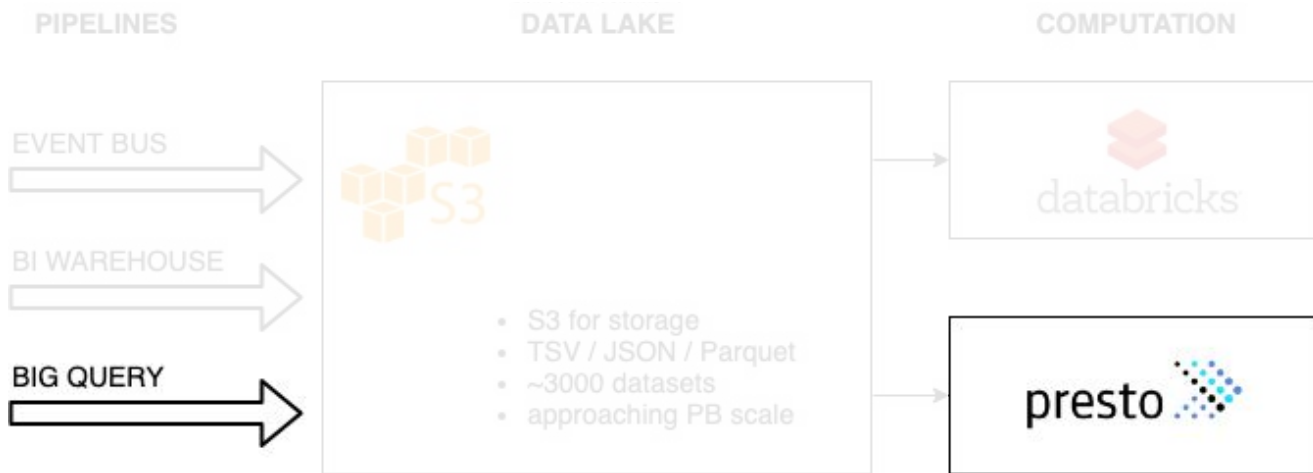 PIPELINES
DATA LAKE
COMPUTATION
EVENT BUS
S3
databricks
BI WAREHOUSE
• S3 for storage
• TSV / JSON / Parquet
• ~3000 datasets
• approaching PB scale
BIG QUERY
presto